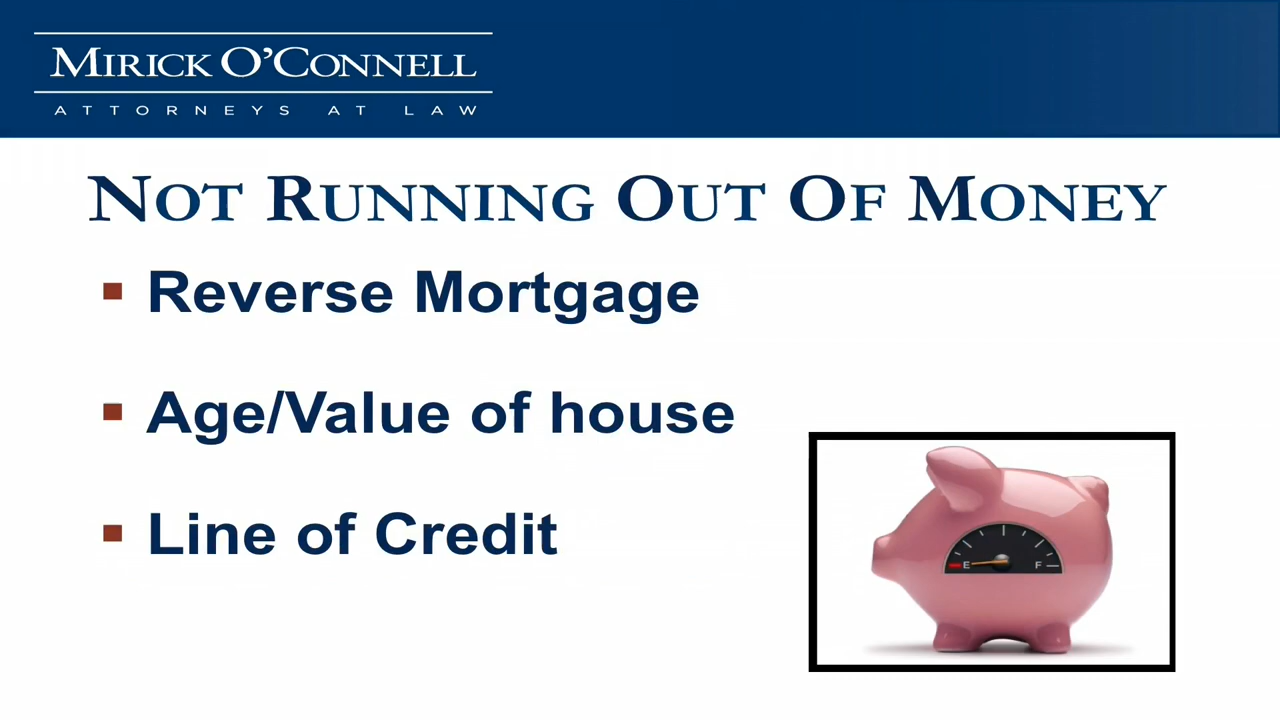 MIRICK O'CONNELL
ATTORNEYS AT LAW
NOT RUNNING OUT OF MONEY
▪ Reverse Mortgage
▪ Age/Value of house
▪ Line of Credit
E F